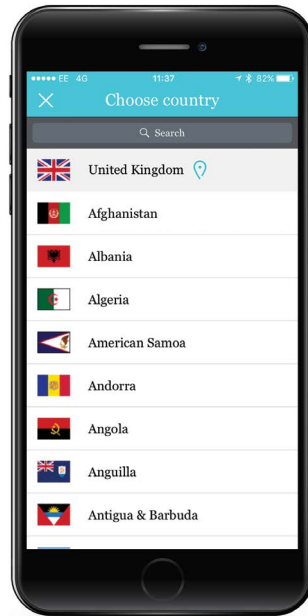 EE 4G 11:37 82%
Choose country
Search
United Kingdom
Afghanistan
Albania
Algeria
American Samoa
Andorra
Angola
Anguilla
Antigua & Barbuda